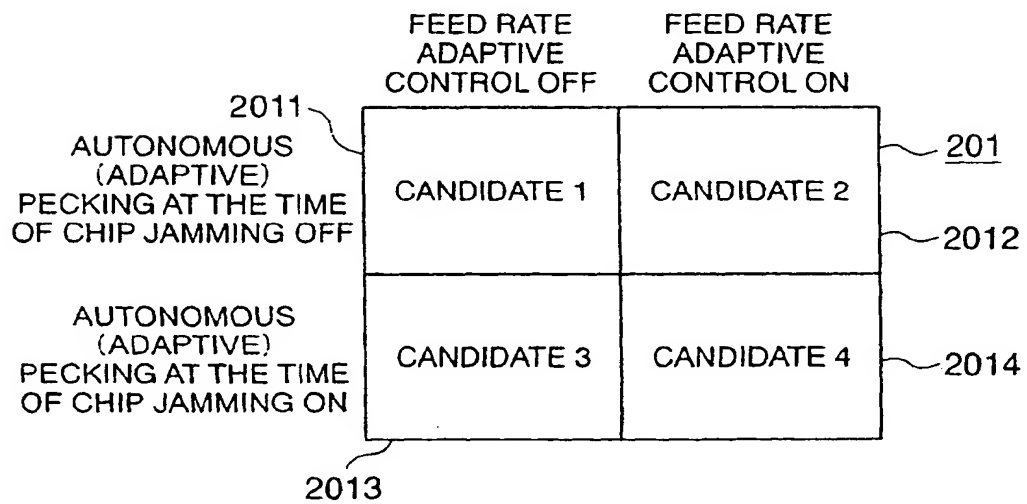 FEED RATE
ADAPTIVE
CONTROL OFF
FEED RATE
ADAPTIVE
CONTROL ON
2011
AUTONOMOUS
(ADAPTIVE)
PECKING AT THE TIME
OF CHIP JAMMING OFF
CANDIDATE 1
CANDIDATE 2
201
2012
AUTONOMOUS
(ADAPTIVE)
PECKING AT THE TIME
OF CHIP JAMMING ON
CANDIDATE 3
CANDIDATE 4
2014
2013